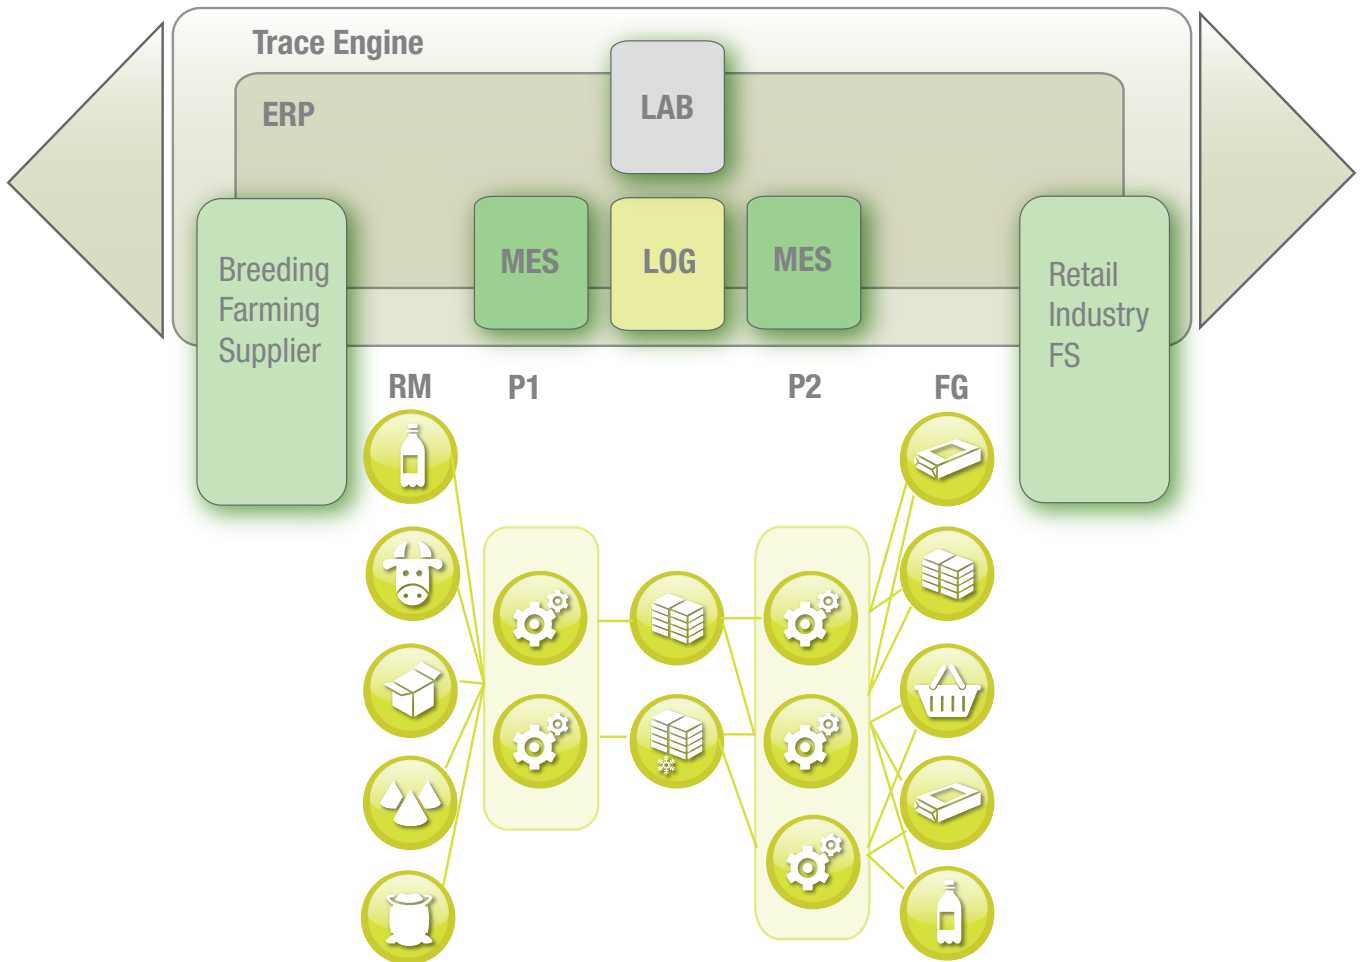 Trace Engine
ERP
LAB
MES
LOG
MES
Breeding
Farming
Supplier
Retail
Industry
FS
RM
P1
P2
FG